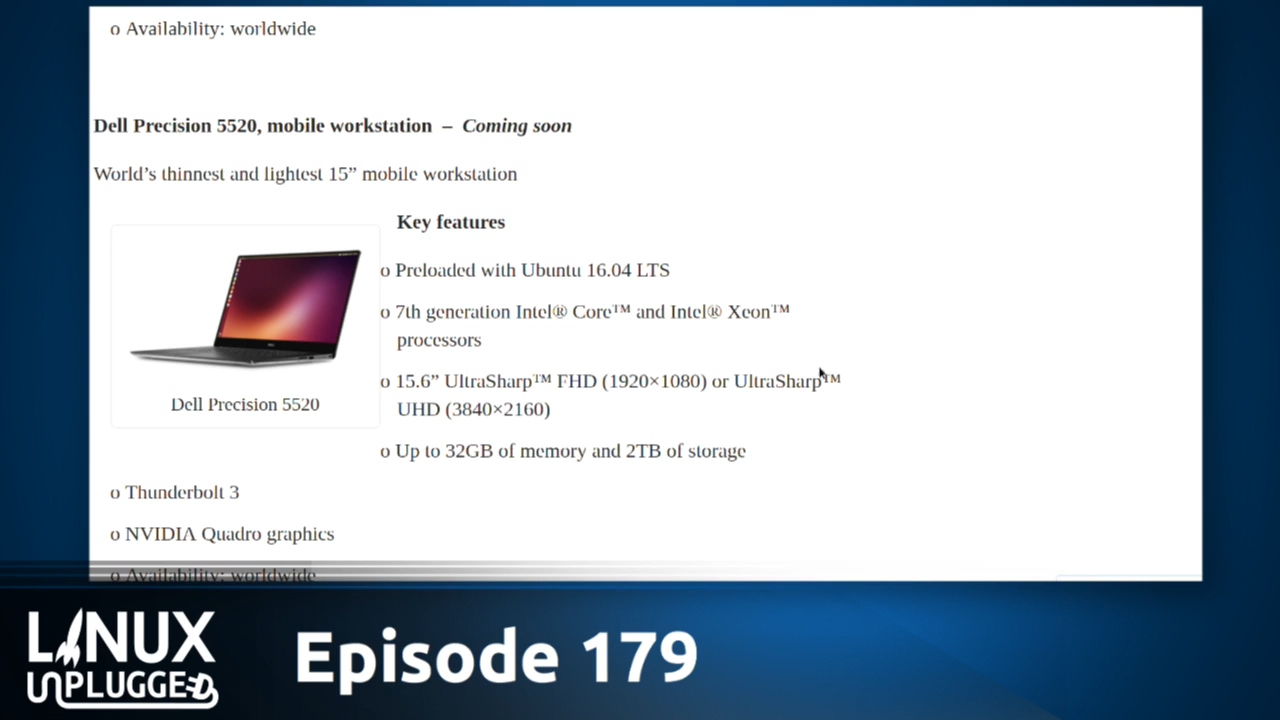 o Availability: worldwide
Dell Precision 5520, mobile workstation – Coming soon
World’s thinnest and lightest 15” mobile workstation
Key features
o Preloaded with Ubuntu 16.04 LTS
o 7th generation Intel® Core™ and Intel® Xeon™
processors
o 15.6” UltraSharp™ FHD (1920×1080) or UltraSharp™
UHD (3840×2160)
o Up to 32GB of memory and 2TB of storage
Dell Precision 5520
o Thunderbolt 3
o NVIDIA Quadro graphics
o Availability: worldwide
LINUX
UNPLUGGED
Episode 179